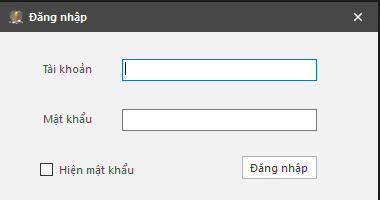 Đăng nhập
Tài khoản
Mật khẩu
Hiện mật khẩu
Đăng nhập